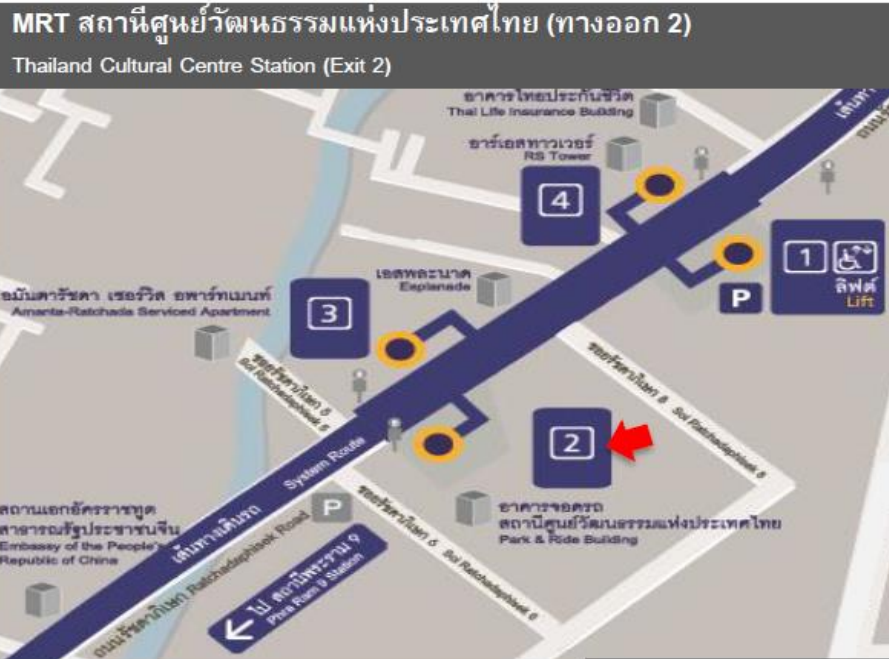 MRT สถานีศูนย์วัฒนธรรมแห่งประเทศไทย (ทางออก 2)
Thailand Cultural Centre Station (Exit 2)
อาคารไทยประกันชีวิต
Thai Life Insurance Building
อาร์เอสทาวเวอร์
RS Tower
4
1
ลิฟต์
Lift
P
เอสพละนาด
Esplanade
อมันตารัชดา เซอร์วิส อพาร์ทเมนท์
Amanta-Ratchada Serviced Apartment
3
ซอยรัชดาภิเษก 6
Soi Ratchadaphisek 6
ซอยรัชดาภิเษก 8 Soi Ratchadaphisek 8
2
อาคารจอดรถ
สถานีศูนย์วัฒนธรรมแห่งประเทศไทย
Park & Ride Building
P
ซอยรัชดาภิเษก 6 Soi Ratchadaphisek 6
เส้นทางเดินรถ System Route
ถนนรัชดาภิเษก Ratchadaphisek Road
สถานเอกอัครราชทูต
สาธารณรัฐประชาชนจีน
Embassy of the People's
Republic of China
ไป สถานีพระราม 9
Phra Ram 9 Station